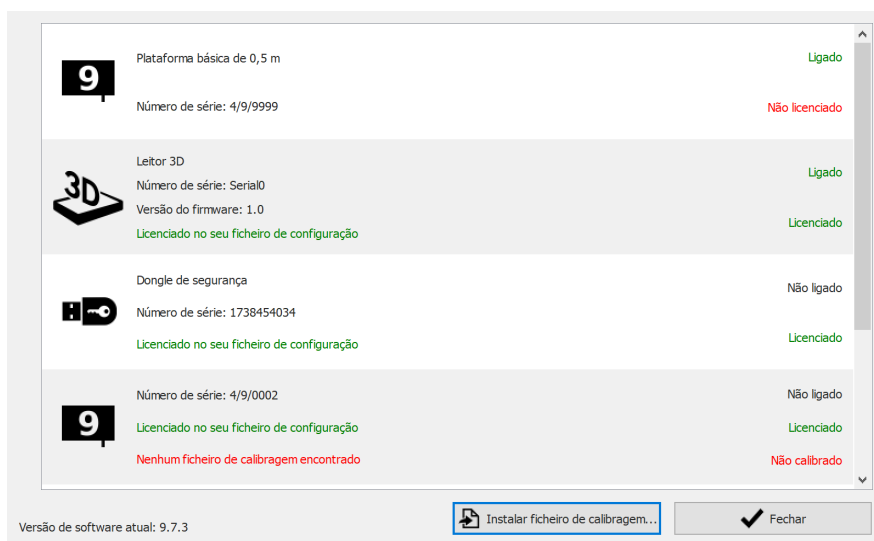 9
Plataforma básica de 0,5 m
Ligado
Número de série: 4/9/9999
Não licenciado
3D
Leitor 3D
Número de série: Serial0
Ligado
Versão do firmware: 1.0
Licenciado no seu ficheiro de configuração
Licenciado
Dongle de segurança
Não ligado
Número de série: 1738454034
Licenciado no seu ficheiro de configuração
Licenciado
9
Número de série: 4/9/0002
Não ligado
Licenciado no seu ficheiro de configuração
Licenciado
Nenhum ficheiro de calibragem encontrado
Não calibrado
Versão de software atual: 9.7.3
Instalar ficheiro de calibragem...
Fechar